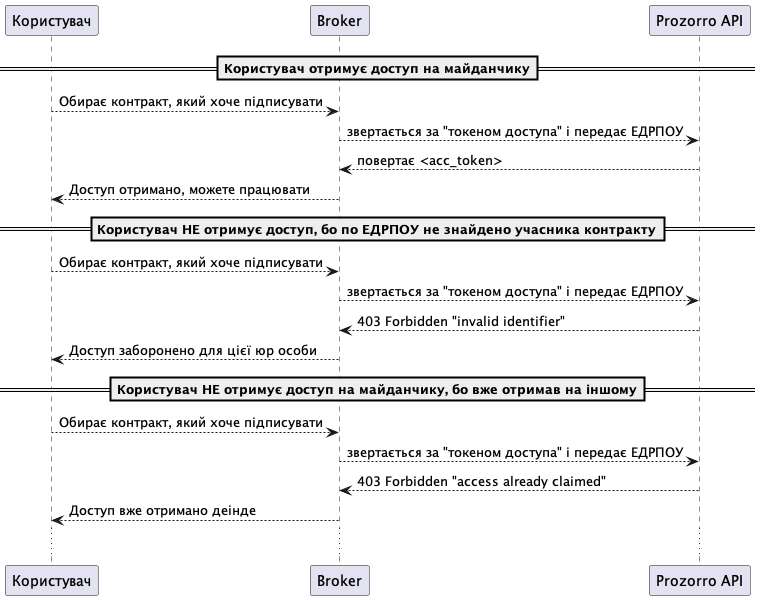 Користувач Broker Prozorro API
Користувач отримує доступ на майданчику
Обирає контракт, який хоче підписувати
звертається за "токеном доступа" і передає ЕДРПОУ
повертає <acc_token>
Доступ отримано, можете працювати
Користувач НЕ отримує доступ, бо по ЕДРПОУ не знайдено учасника контракту
Обирає контракт, який хоче підписувати
звертається за "токеном доступа" і передає ЕДРПОУ
403 Forbidden "invalid identifier"
Доступ заборонено для цієї юр особи
Користувач НЕ отримує доступ на майданчику, бо вже отримав на іншому
Обирає контракт, який хоче підписувати
звертається за "токеном доступа" і передає ЕДРПОУ
403 Forbidden "access already claimed"
Доступ вже отримано деінде
Користувач Broker Prozorro API